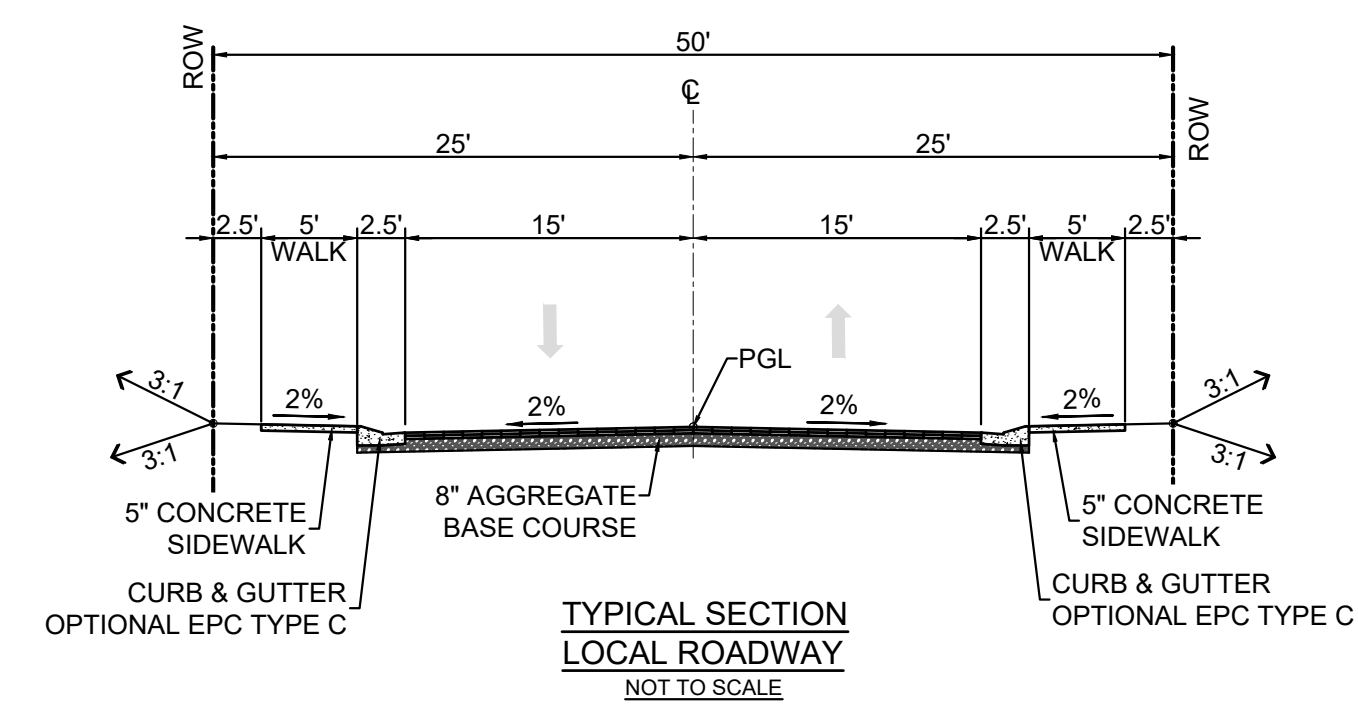 50'
ROW
ROW
℄
25'
25'
2.5'
5'
2.5'
15'
15'
2.5'
5'
2.5'
WALK
WALK
PGL
3:1
2%
2%
2%
2%
3:1
3:1
3:1
5" CONCRETE
SIDEWALK
8" AGGREGATE
BASE COURSE
5" CONCRETE
SIDEWALK
CURB & GUTTER
OPTIONAL EPC TYPE C
CURB & GUTTER
OPTIONAL EPC TYPE C
TYPICAL SECTION
LOCAL ROADWAY
NOT TO SCALE